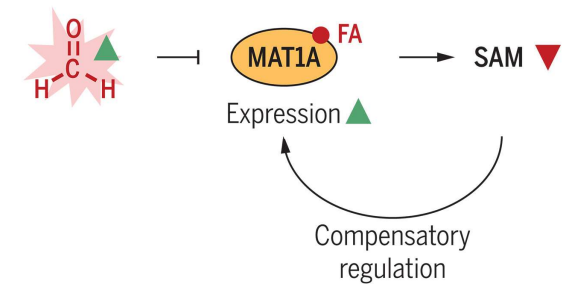 O
C
H H
MAT1A
FA
SAM
Expression
Compensatory
regulation